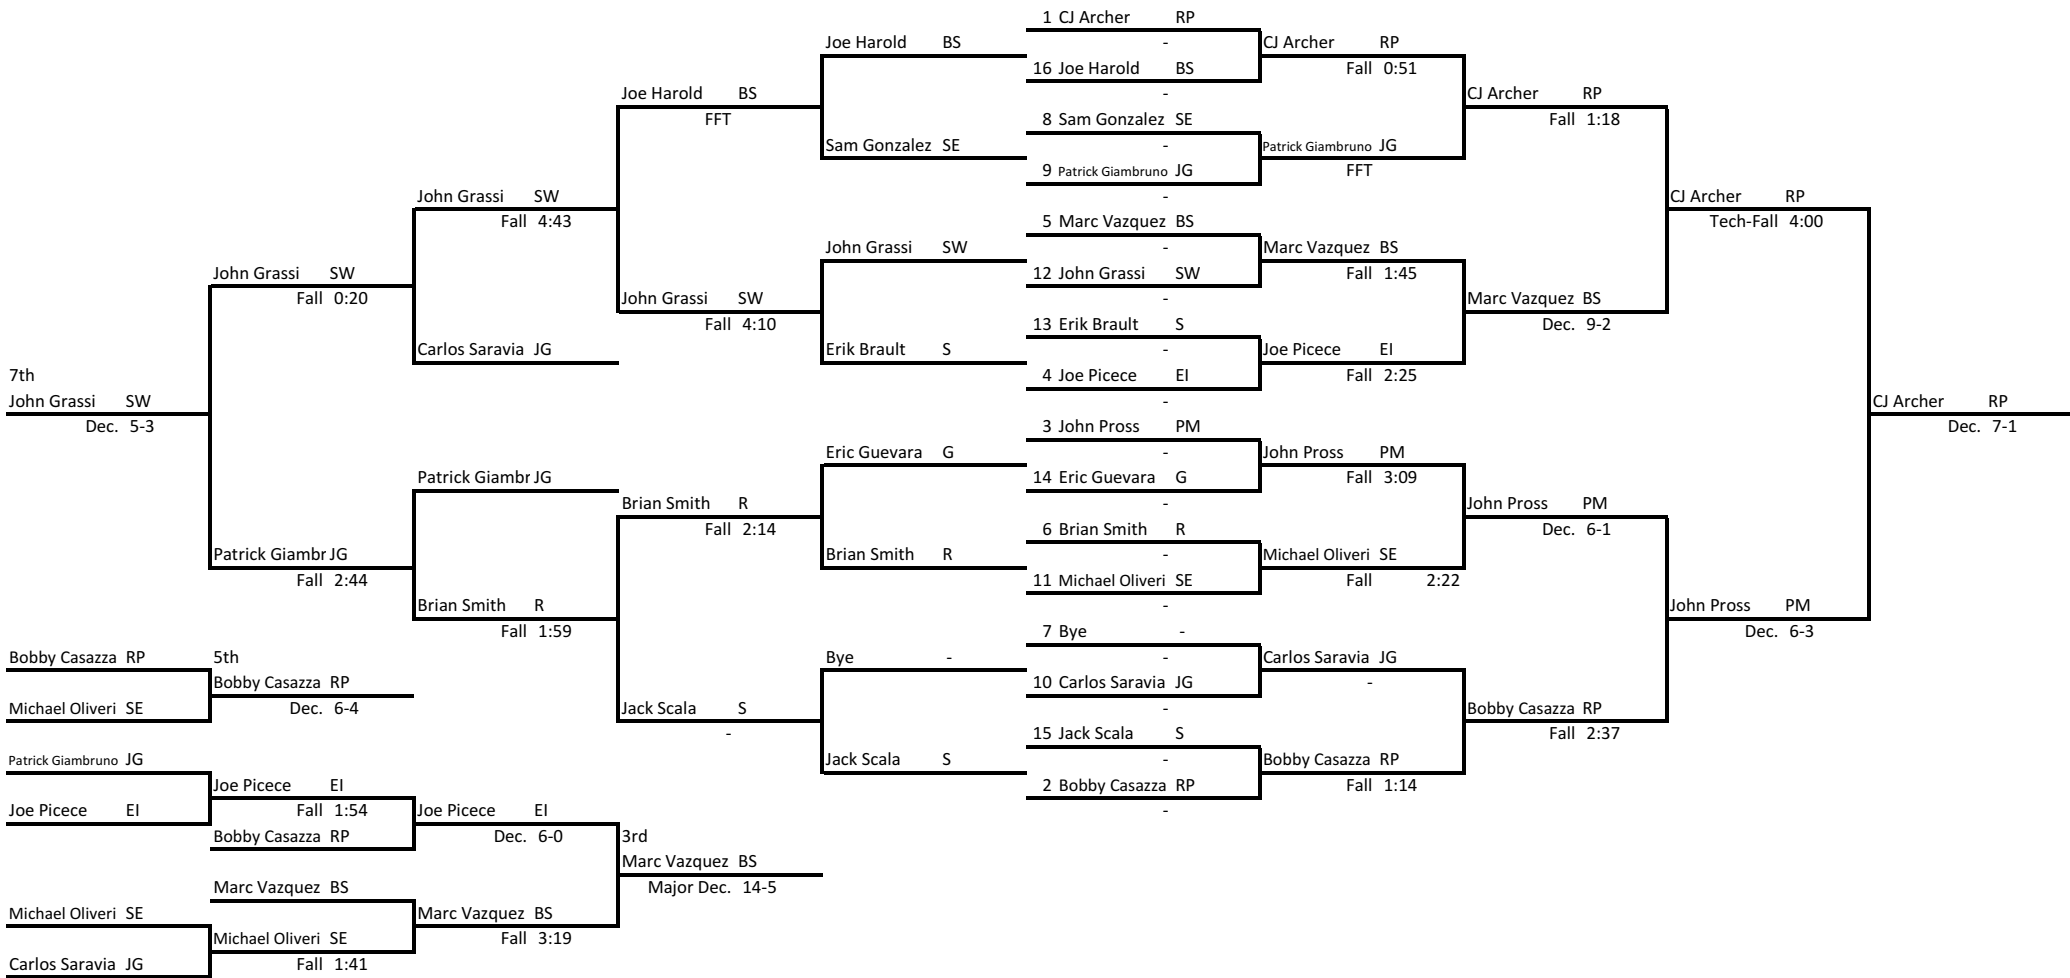 1 CJ Archer RP
Joe Harold BS - CJ Archer RP
16 Joe Harold BS Fall 0:51
Joe Harold BS - CJ Archer RP
FFT 8 Sam Gonzalez SE Fall 1:18
Sam Gonzalez SE - Patrick Giambruno JG
9 Patrick Giambruno JG FFT
John Grassi SW - CJ Archer RP
Fall 4:43 5 Marc Vazquez BS Tech-Fall 4:00
John Grassi SW - Marc Vazquez BS
John Grassi SW 12 John Grassi SW Fall 1:45
Fall 0:20 John Grassi SW - Marc Vazquez BS
Fall 4:10 13 Erik Brault S Dec. 9-2
Carlos Saravia JG Erik Brault S - Joe Picece EI
7th 4 Joe Picece EI Fall 2:25
John Grassi SW - CJ Archer RP
Dec. 5-3 3 John Pross PM Dec. 7-1
Eric Guevara G - John Pross PM
Patrick Giambr JG 14 Eric Guevara G Fall 3:09
Brian Smith R - John Pross PM
Fall 2:14 6 Brian Smith R Dec. 6-1
Patrick Giambr JG Brian Smith R - Michael Oliveri SE
Fall 2:44 11 Michael Oliveri SE Fall 2:22
Brian Smith R - John Pross PM
Fall 1:59 7 Bye - Dec. 6-3
Bobby Casazza RP 5th Bye - - Carlos Saravia JG
Bobby Casazza RP 10 Carlos Saravia JG -
Michael Oliveri SE Dec. 6-4 Jack Scala S - Bobby Casazza RP
- 15 Jack Scala S Fall 2:37
Patrick Giambruno JG Jack Scala S - Bobby Casazza RP
Joe Picece EI 2 Bobby Casazza RP Fall 1:14
Joe Picece EI Fall 1:54 Joe Picece EI -
Bobby Casazza RP Dec. 6-0 3rd
Marc Vazquez BS
Marc Vazquez BS Major Dec. 14-5
Michael Oliveri SE Marc Vazquez BS
Michael Oliveri SE Fall 3:19
Carlos Saravia JG Fall 1:41